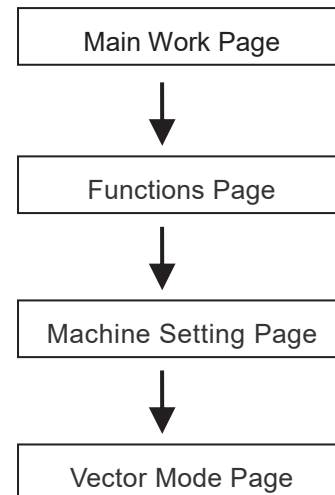 Main Work Page
Functions Page
Machine Setting Page
Vector Mode Page